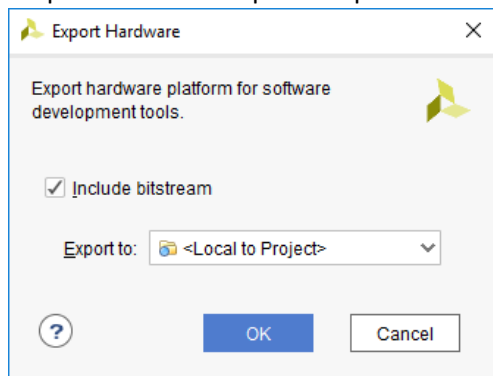 Export Hardware
Export hardware platform for software
development tools.
Include bitstream
Export to: <Local to Project>
?
OK Cancel